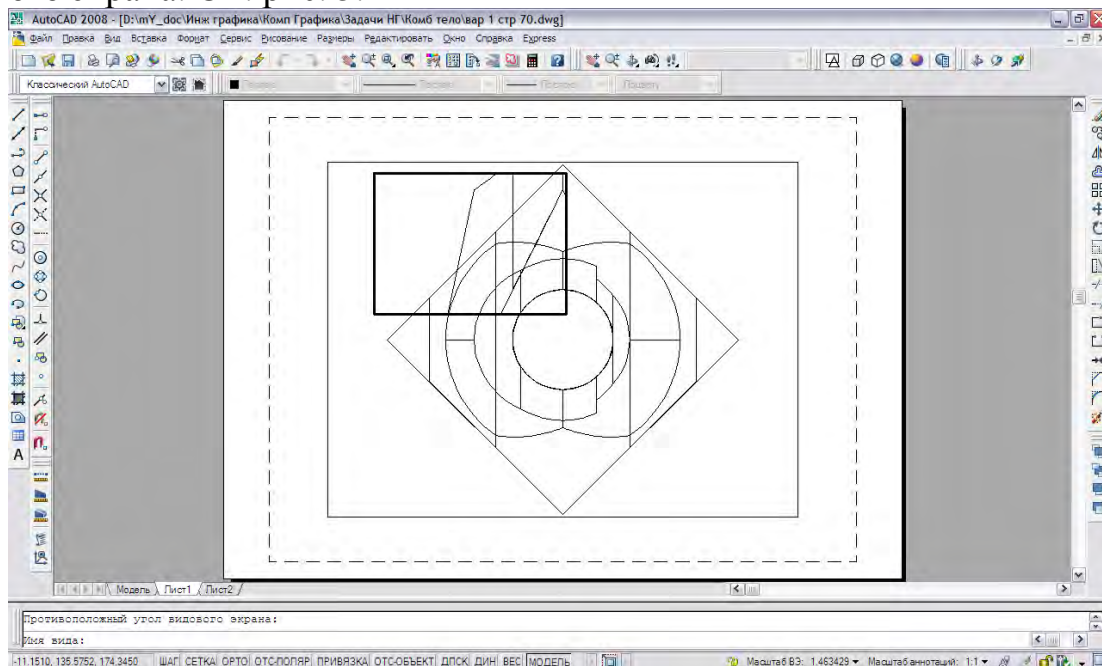 AutoCAD 2008 - [D:\mY_doc\Инж графика\Комп Графика\Задачи НГ\Комб тело\вар 1 стр 70.dwg]
Файл Правка Вид Вставка Формат Сервис Рисование Размеры Редактировать Окно Справка Express
Классический AutoCAD
A
Модель Лист1 Лист2
Противоположный угол видового экрана:
Имя вида:
-11.1510, 135.5752, 174.3450 ШАГ СЕТКА ОРТО ОТС-ПОЛЯР ПРИВЯЗКА ОТС-ОБЪЕКТ ДПСК ДИН ВЕС МОДЕЛЬ Масштаб ВЭ: 1.463429 Масштаб аннотаций: 1:1